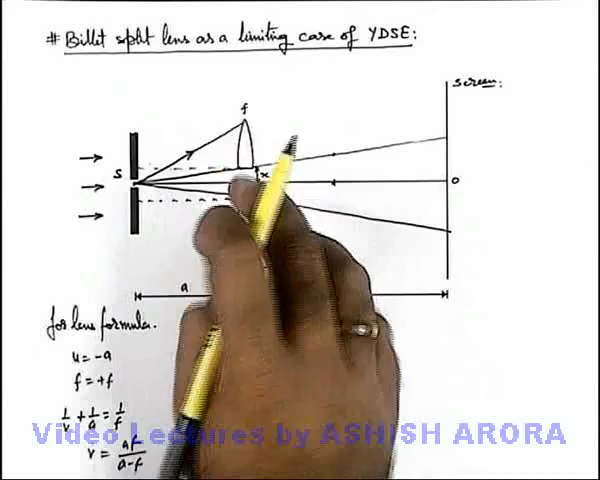 # Billet split lens as a limiting case of YDSE:
Screen:
f
S
x
O
a
for lens formula.
u = -a
f = +f
1/v + 1/a = 1/f
v = af/a-f
Video Lectures by ASHISH ARORA